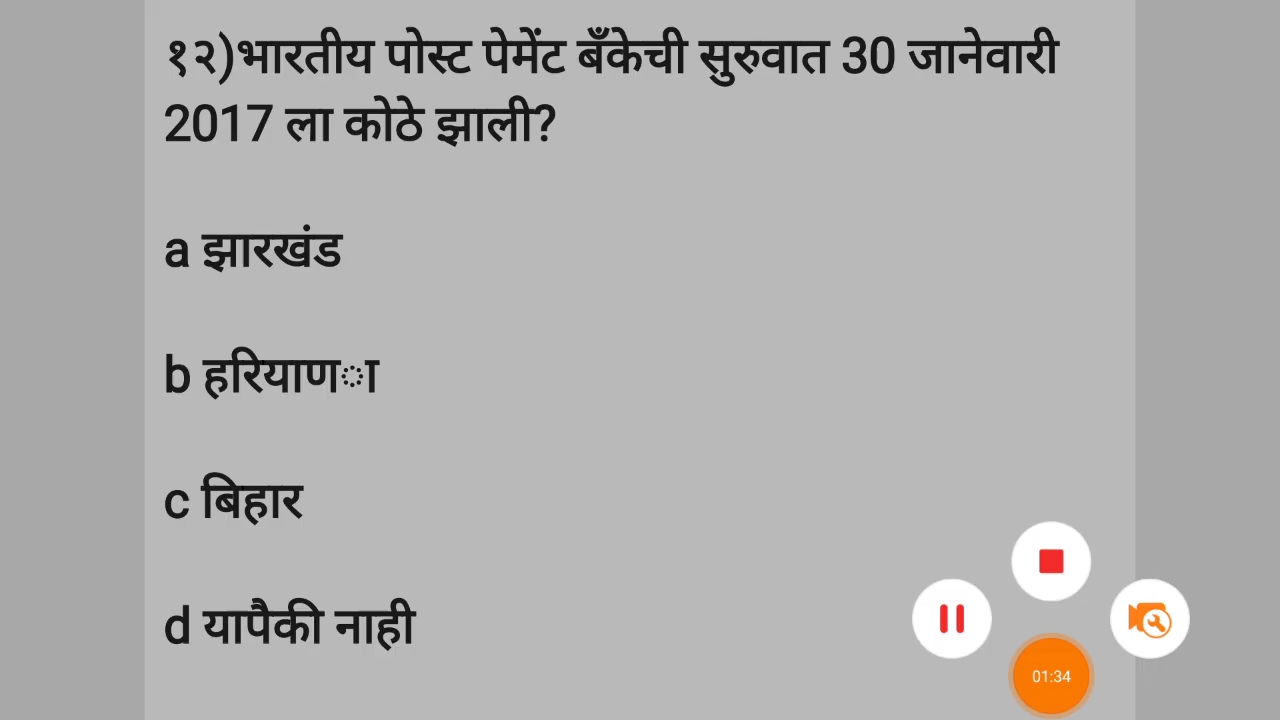 १२)भारतीय पोस्ट पेमेंट बँकेची सुरुवात 30 जानेवारी
2017 ला कोठे झाली?
a झारखंड
b हरियाण ा
c बिहार
d यापैकी नाही
01:34